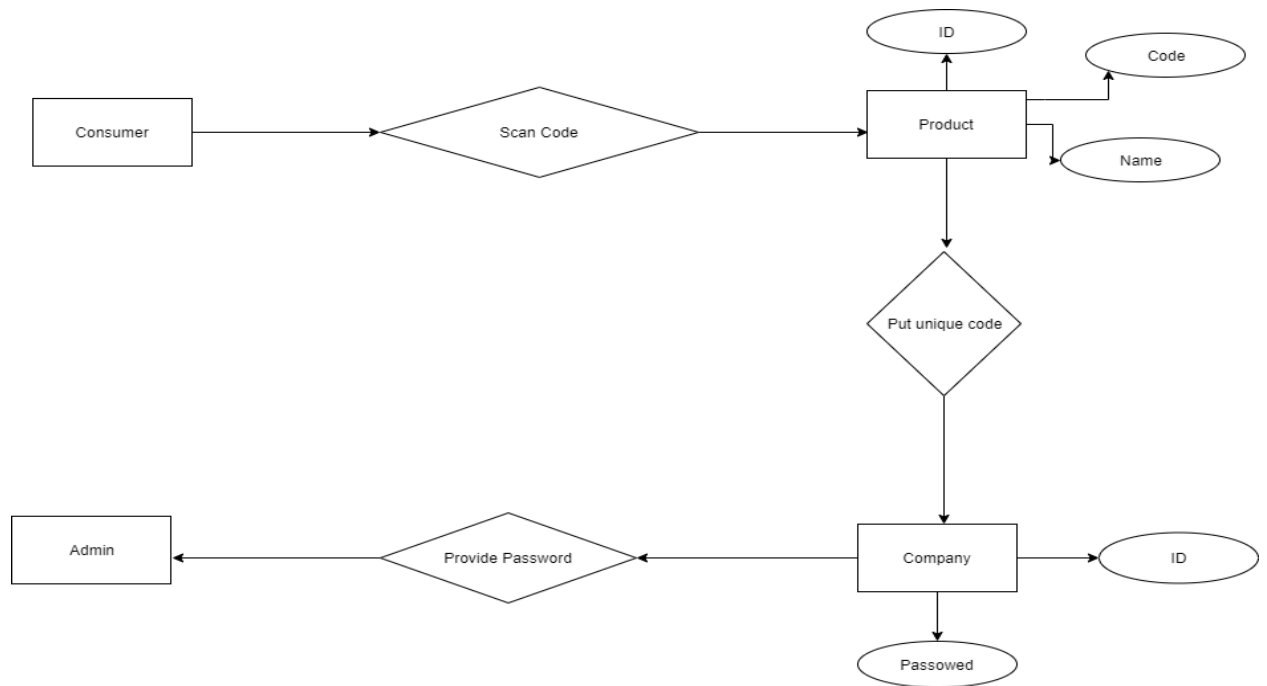 ID
Code
Consumer
Scan Code
Product
Name
Put unique code
Admin
Provide Password
Company
ID
Passowed